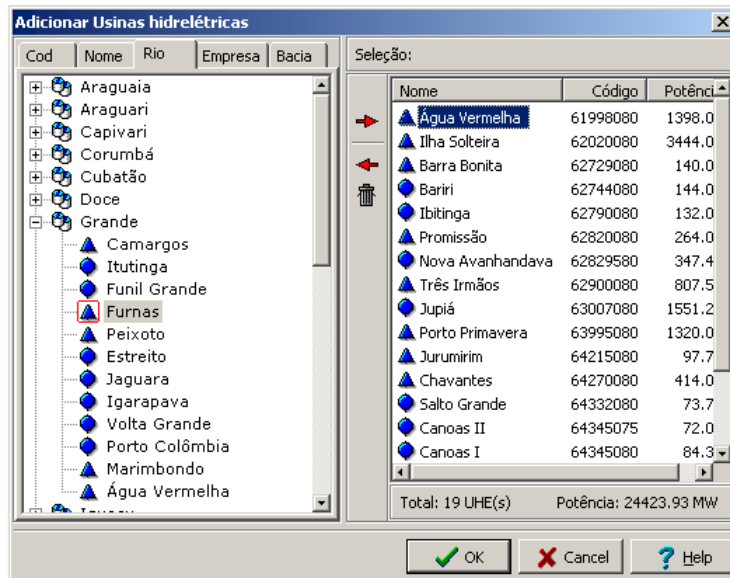 Adicionar Usinas hidrelétricas
Cod Nome Rio Empresa Bacia
Araguaia
Araguari
Capivari
Corumbá
Cubatão
Doce
Grande
Camargos
Itutinga
Funil Grande
Furnas
Peixoto
Estreito
Jaguara
Igarapava
Volta Grande
Porto Colômbia
Marimbondo
Água Vermelha
Seleção:
Nome Código Potênci
Água Vermelha 61998080 1398.0
Ilha Solteira 62020080 3444.0
Barra Bonita 62729080 140.0
Bariri 62744080 144.0
Ibitinga 62790080 132.0
Promissão 62820080 264.0
Nova Avanhandava 62829580 347.4
Três Irmãos 62900080 807.5
Jupiá 63007080 1551.2
Porto Primavera 63995080 1320.0
Jurumirim 64215080 97.7
Chavantes 64270080 414.0
Salto Grande 64332080 73.7
Canoas II 64345075 72.0
Canoas I 64345080 84.3
Total: 19 UHE(s) Potência: 24423.93 MW
OK Cancel Help